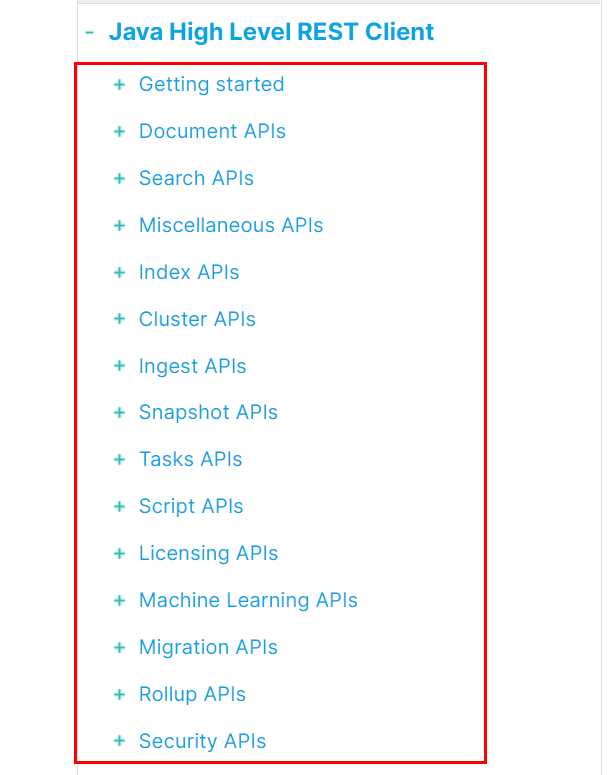 - Java High Level REST Client
+ Getting started
+ Document APIs
+ Search APIs
+ Miscellaneous APIs
+ Index APIs
+ Cluster APIs
+ Ingest APIs
+ Snapshot APIs
+ Tasks APIs
+ Script APIs
+ Licensing APIs
+ Machine Learning APIs
+ Migration APIs
+ Rollup APIs
+ Security APIs